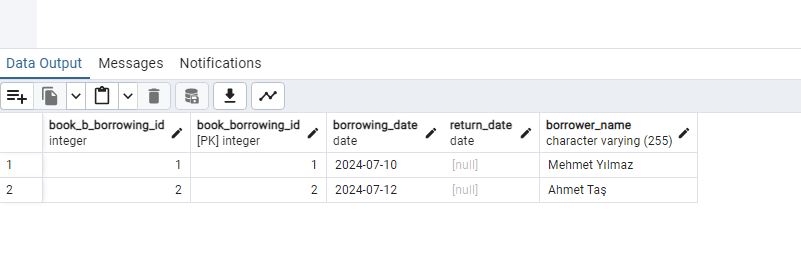 Data Output Messages Notifications
book_b_borrowing_id book_borrowing_id borrowing_date return_date borrower_name
integer [PK] integer date date character varying (255)
1 1 1 2024-07-10 [null] Mehmet Yılmaz
2 2 2 2024-07-12 [null] Ahmet Taş